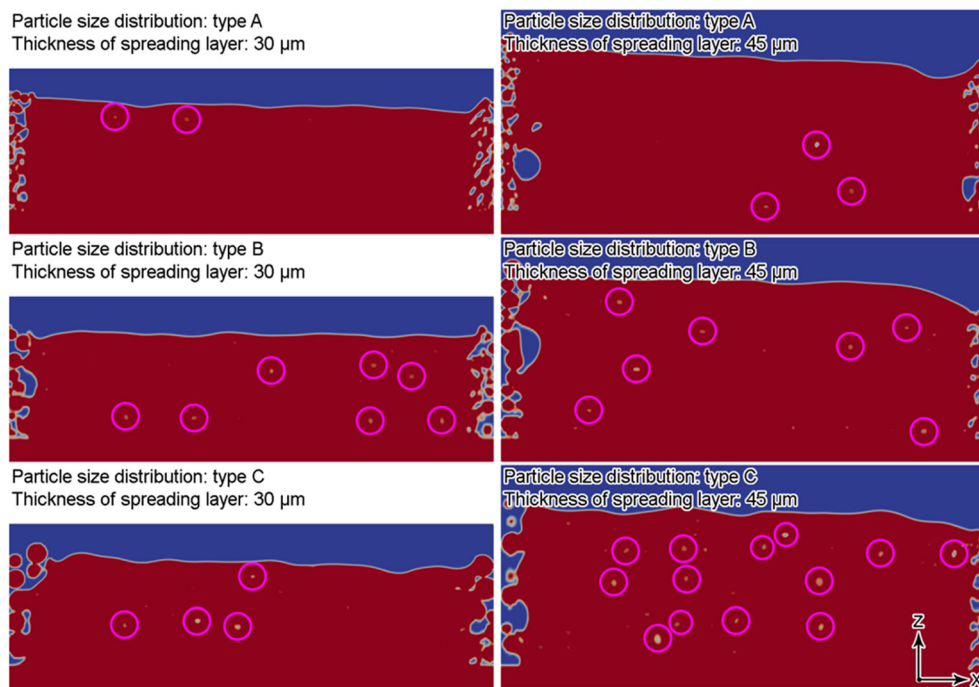 Particle size distribution: type A
Thickness of spreading layer: 30 µm
Particle size distribution: type A
Thickness of spreading layer: 45 µm
Particle size distribution: type B
Thickness of spreading layer: 30 µm
Particle size distribution: type B
Thickness of spreading layer: 45 µm
Particle size distribution: type C
Thickness of spreading layer: 30 µm
Particle size distribution: type C
Thickness of spreading layer: 45 µm
z
x